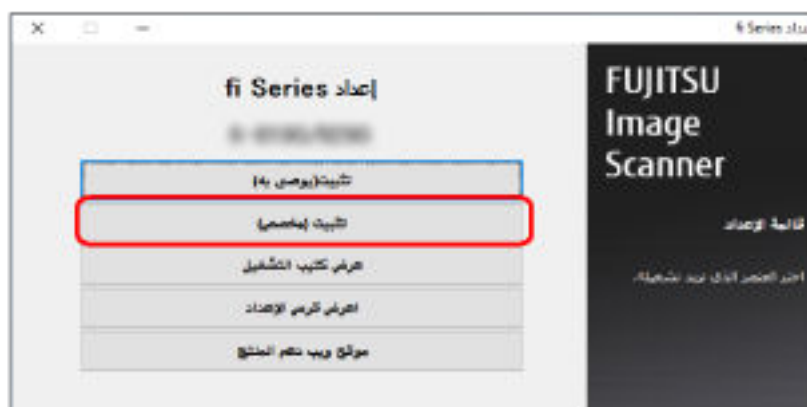 إعداد fi Series
إعداد fi Series
تثبيت(يوصى به)
تثبيت (مخصص)
عرض كتيب التشغيل
اعرض كرمي الإعداد
موقع ويب دعم المنتج
FUJITSU
Image
Scanner
قائمة الإعداد
اختر العنصر الذي تريد تشغيله.